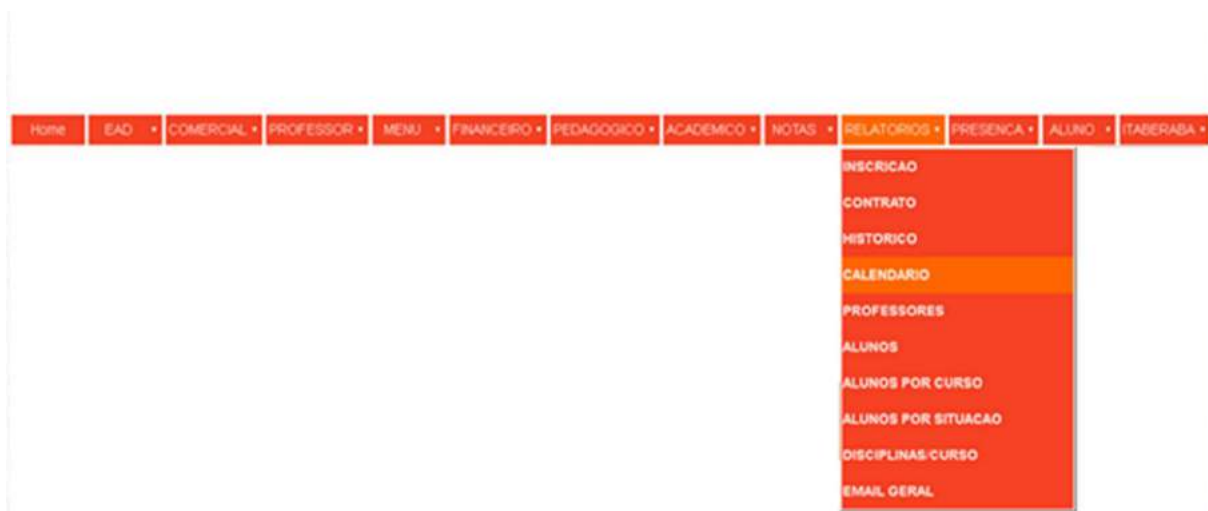 Home EAD COMERCIAL PROFESSOR MENU FINANCEIRO PEDAGOGICO ACADEMICO NOTAS RELATORIOS PRESENCA ALUNO ITABERABA
INSCRICAO
CONTRATO
HISTORICO
CALENDARIO
PROFESSORES
ALUNOS
ALUNOS POR CURSO
ALUNOS POR SITUACAO
DISCIPLINAS/CURSO
EMAIL GERAL